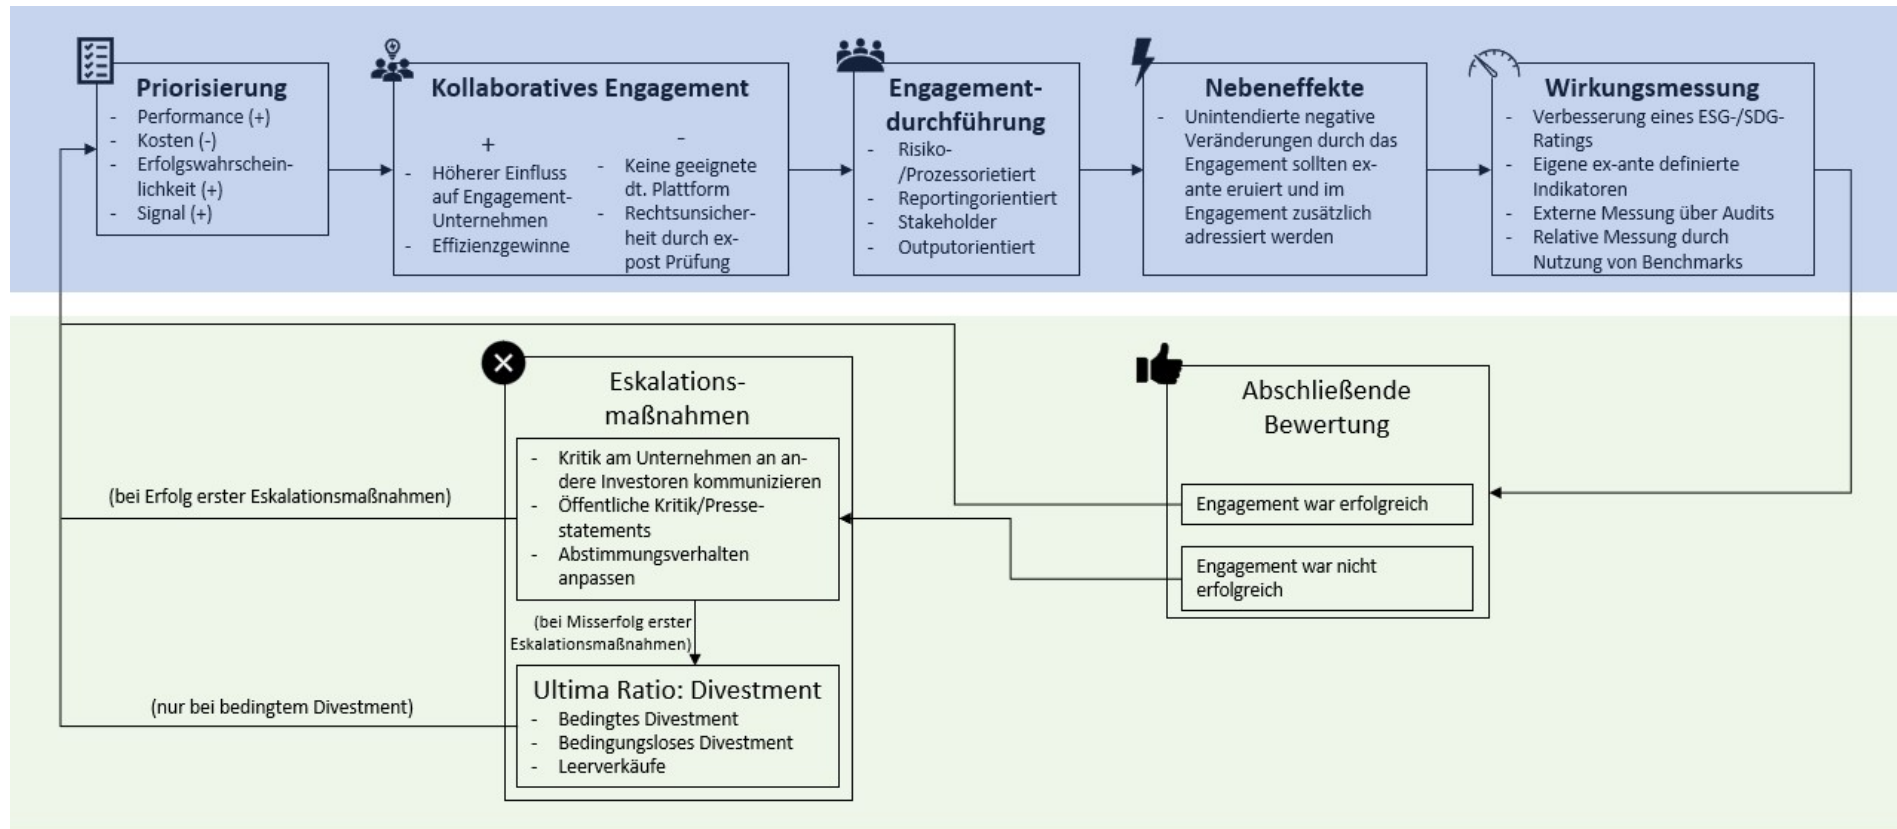 Priorisierung
- Performance (+)
- Kosten (-)
- Erfolgswahrschein-
lichkeit (+)
- Signal (+)
Kollaboratives Engagement
+
- Höherer Einfluss
auf Engagement-
Unternehmen
- Effizienzgewinne
-
- Keine geeignete
dt. Plattform
- Rechtsunsicher-
heit durch ex-
post Prüfung
Engagement-
durchführung
- Risiko-
/Prozessorietiert
- Reportingorientiert
- Stakeholder
- Outputorientiert
Nebeneffekte
- Unintendierte negative
Veränderungen durch das
Engagement sollten ex-
ante eruiert und im
Engagement zusätzlich
adressiert werden
Wirkungsmessung
- Verbesserung eines ESG-/SDG-
Ratings
- Eigene ex-ante definierte
Indikatoren
- Externe Messung über Audits
- Relative Messung durch
Nutzung von Benchmarks
Abschließende
Bewertung
Engagement war erfolgreich
Engagement war nicht
erfolgreich
Eskalations-
maßnahmen
- Kritik am Unternehmen an an-
dere Investoren kommunizieren
- Öffentliche Kritik/Presse-
statements
- Abstimmungsverhalten
anpassen
(bei Erfolg erster Eskalationsmaßnahmen)
(bei Misserfolg erster
Eskalationsmaßnahmen)
Ultima Ratio: Divestment
- Bedingtes Divestment
- Bedingungsloses Divestment
- Leerverkäufe
(nur bei bedingtem Divestment)